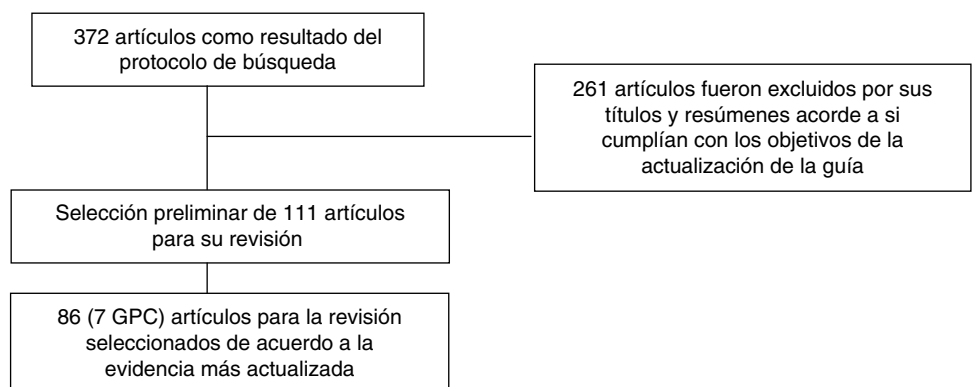 372 artículos como resultado del
protocolo de búsqueda
261 artículos fueron excluidos por sus
títulos y resúmenes acorde a si
cumplían con los objetivos de la
actualización de la guía
Selección preliminar de 111 artículos
para su revisión
86 (7 GPC) artículos para la revisión
seleccionados de acuerdo a la
evidencia más actualizada